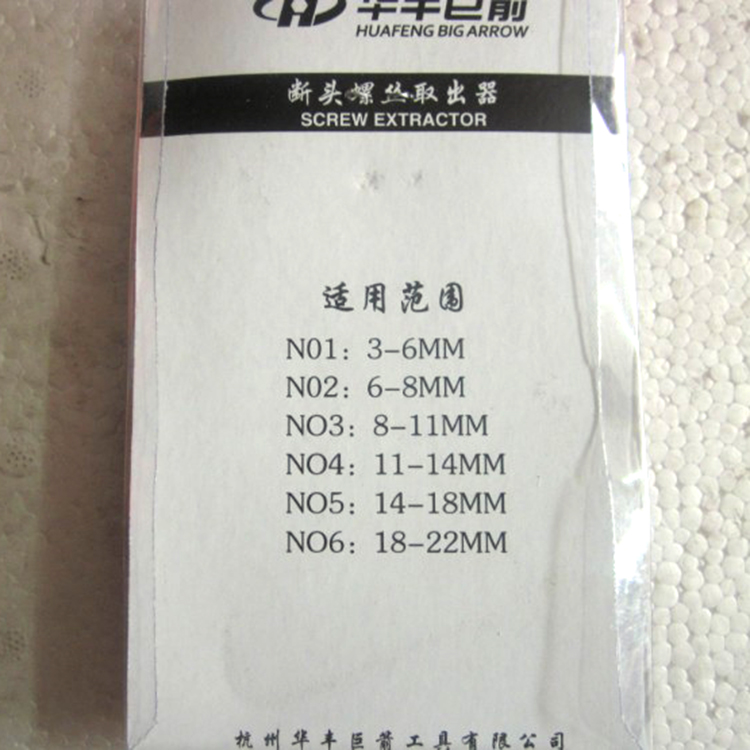 华丰巨箭
HUAFENG BIG ARROW
断头螺丝取出器
SCREW EXTRACTOR
适用范围
N01: 3-6MM
N02: 6-8MM
NO3: 8-11MM
NO4: 11-14MM
NO5: 14-18MM
NO6: 18-22MM
杭州华丰巨箭工具有限公司